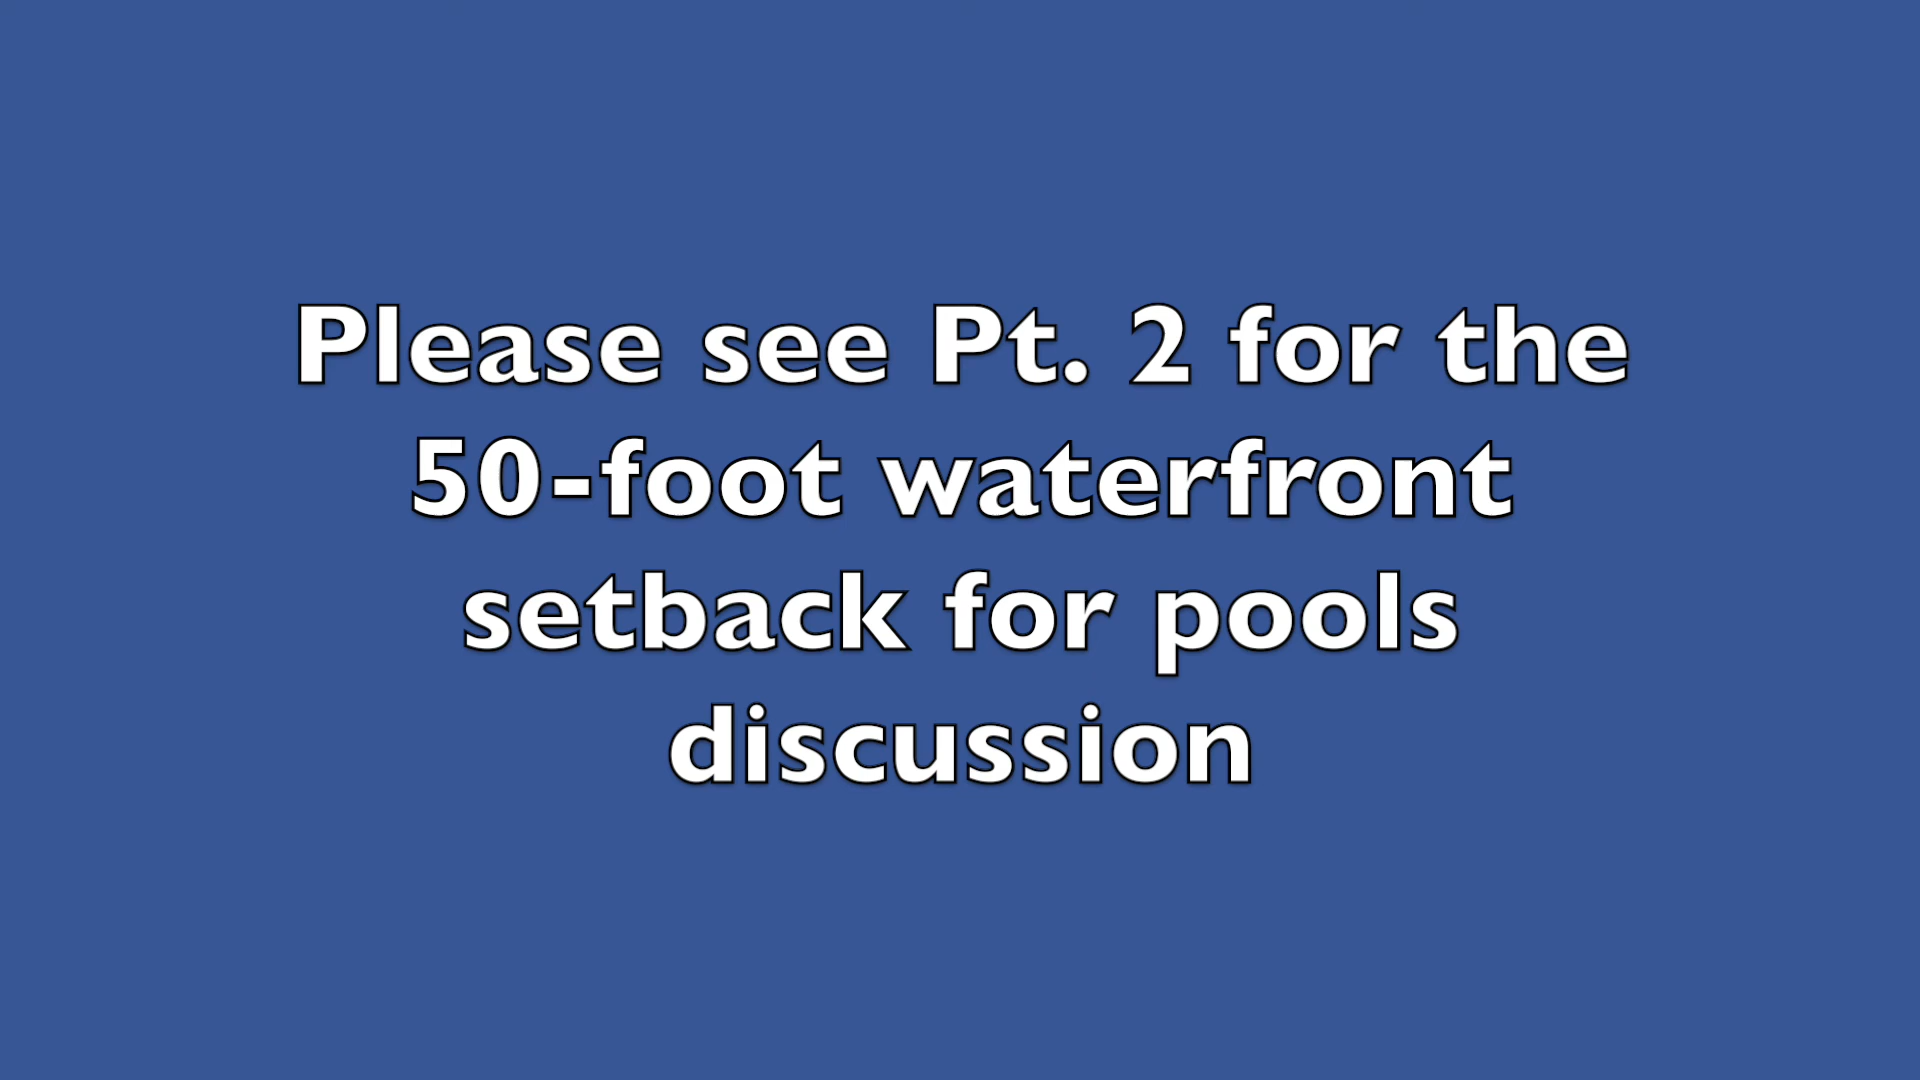 Please see Pt. 2 for the
50-foot waterfront
setback for pools
discussion